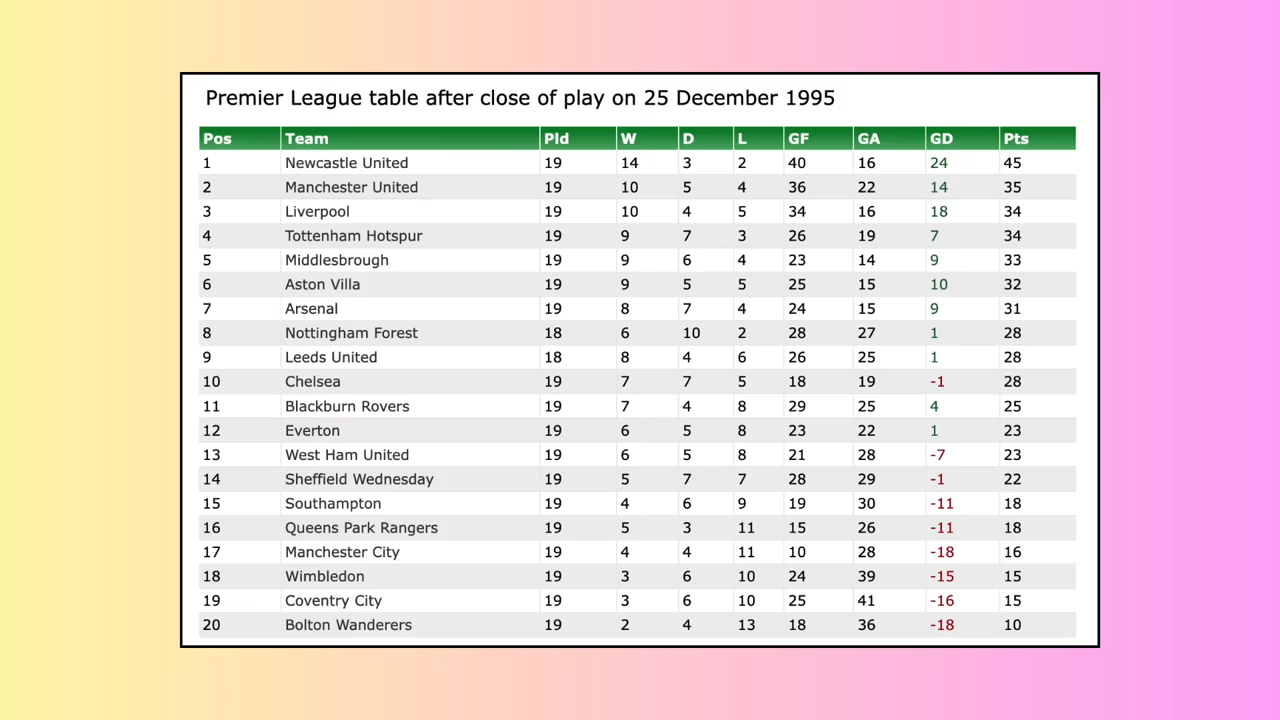 Premier League table after close of play on 25 December 1995
Pos Team Pld W D L GF GA GD Pts
1 Newcastle United 19 14 3 2 40 16 24 45
2 Manchester United 19 10 5 4 36 22 14 35
3 Liverpool 19 10 4 5 34 16 18 34
4 Tottenham Hotspur 19 9 7 3 26 19 7 34
5 Middlesbrough 19 9 6 4 23 14 9 33
6 Aston Villa 19 9 5 5 25 15 10 32
7 Arsenal 19 8 7 4 24 15 9 31
8 Nottingham Forest 18 6 10 2 28 27 1 28
9 Leeds United 18 8 4 6 26 25 1 28
10 Chelsea 19 7 7 5 18 19 -1 28
11 Blackburn Rovers 19 7 4 8 29 25 4 25
12 Everton 19 6 5 8 23 22 1 23
13 West Ham United 19 6 5 8 21 28 -7 23
14 Sheffield Wednesday 19 5 7 7 28 29 -1 22
15 Southampton 19 4 6 9 19 30 -11 18
16 Queens Park Rangers 19 5 3 11 15 26 -11 18
17 Manchester City 19 4 4 11 10 28 -18 16
18 Wimbledon 19 3 6 10 24 39 -15 15
19 Coventry City 19 3 6 10 25 41 -16 15
20 Bolton Wanderers 19 2 4 13 18 36 -18 10